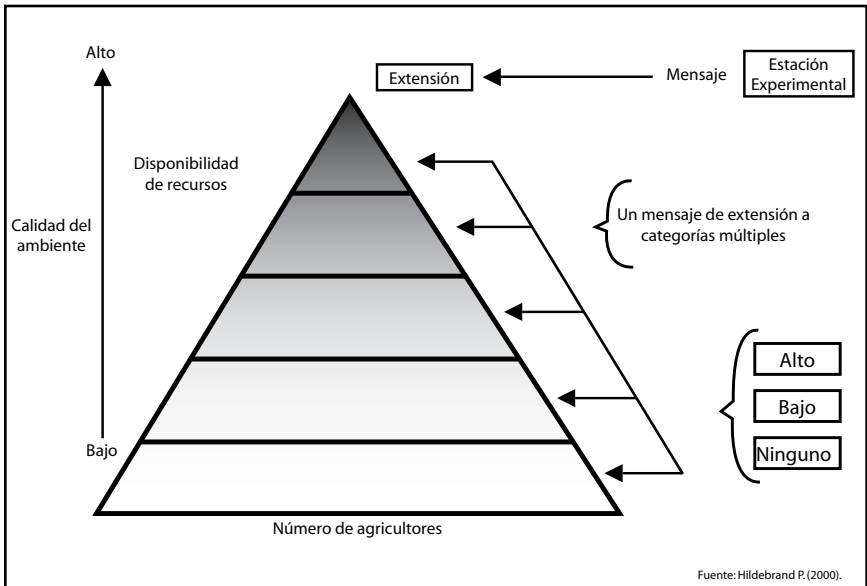 Alto
Extensión
Mensaje
Estación
Experimental
Disponibilidad
de recursos
Calidad del
ambiente
Un mensaje de extensión a
categorías múltiples
Alto
Bajo
Ninguno
Bajo
Número de agricultores
Fuente: Hildebrand P. (2000).